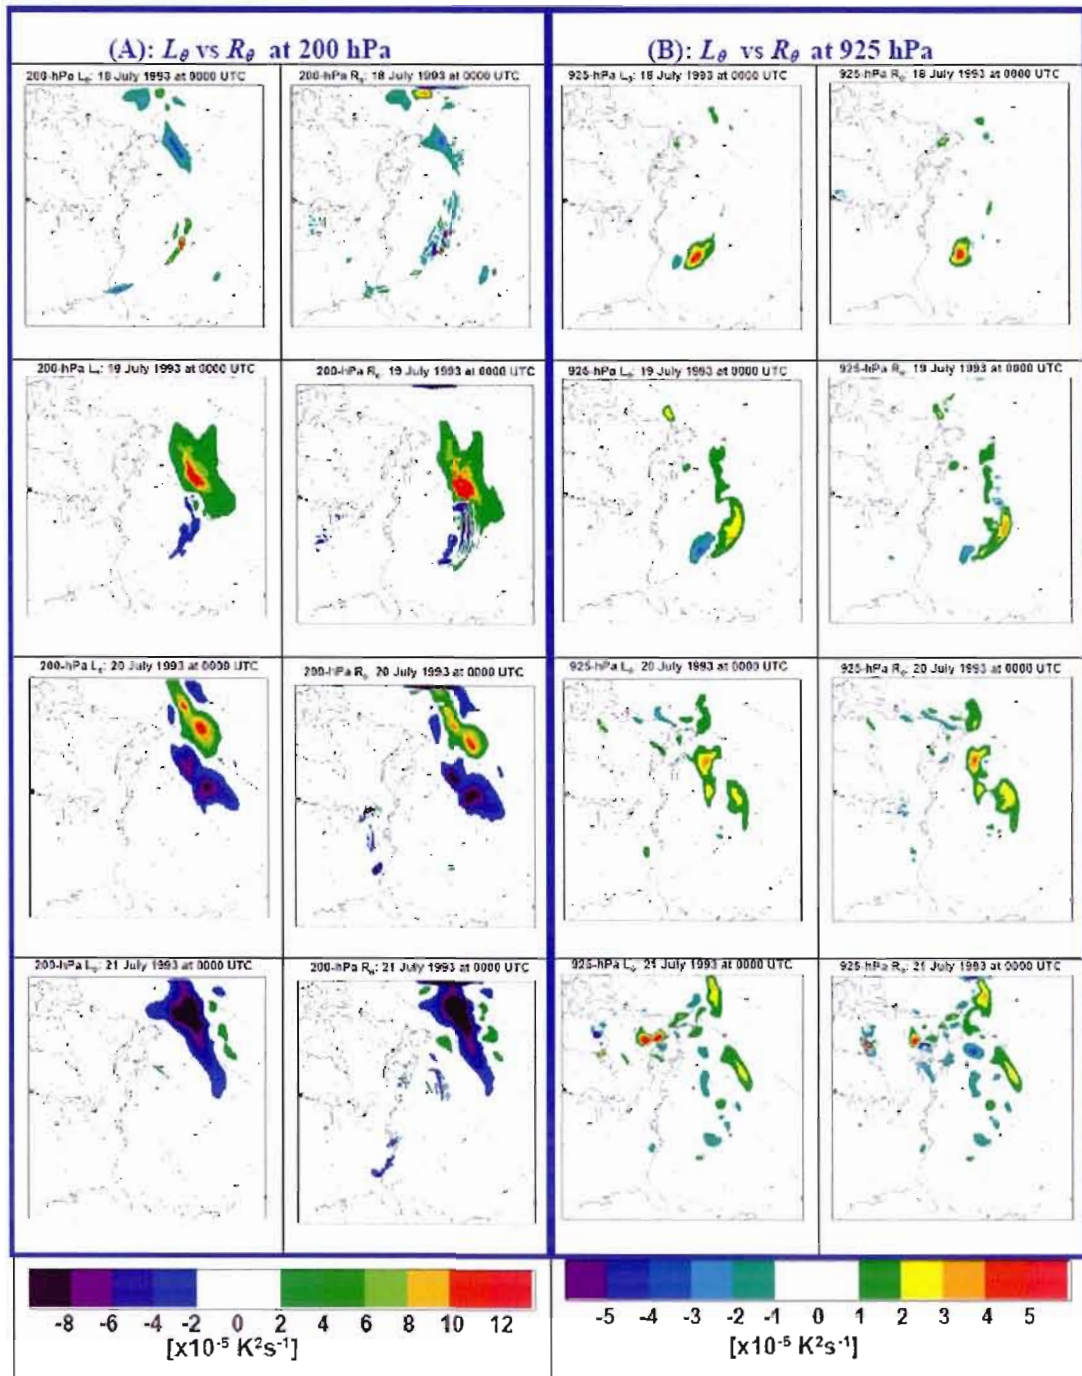 (A): Lθ vs Rθ at 200 hPa
(B): Lθ vs Rθ at 925 hPa
200-hPa Lθ: 18 July 1993 at 0000 UTC
200-hPa Rθ: 18 July 1993 at 0000 UTC
925-hPa Lθ: 18 July 1993 at 0000 UTC
925-hPa Rθ: 18 July 1993 at 0000 UTC
200-hPa Lθ: 19 July 1993 at 0000 UTC
200-hPa Rθ 19 July 1993 at 0000 UTC
925-hPa Lθ 19 July 1993 at 0000 UTC
925-hPa Rθ 19 July 1993 at 0000 UTC
200-hPa Lθ: 20 July 1993 at 0000 UTC
200-hPa Rθ 20 July 1993 at 0000 UTC
925-hPa Lθ 20 July 1993 at 0000 UTC
925-hPa Rθ 20 July 1993 at 0000 UTC
200-hPa Lθ: 21 July 1993 at 0000 UTC
200-hPa Rθ: 21 July 1993 at 0000 UTC
925-hPa Lθ 21 July 1993 at 0000 UTC
925-hPa Rθ: 21 July 1993 at 0000 UTC
-8 -6 -4 -2 0 2 4 6 8 10 12
[x10⁻⁵ K²s⁻¹]
-5 -4 -3 -2 -1 0 1 2 3 4 5
[x10⁻⁵ K²s⁻¹]